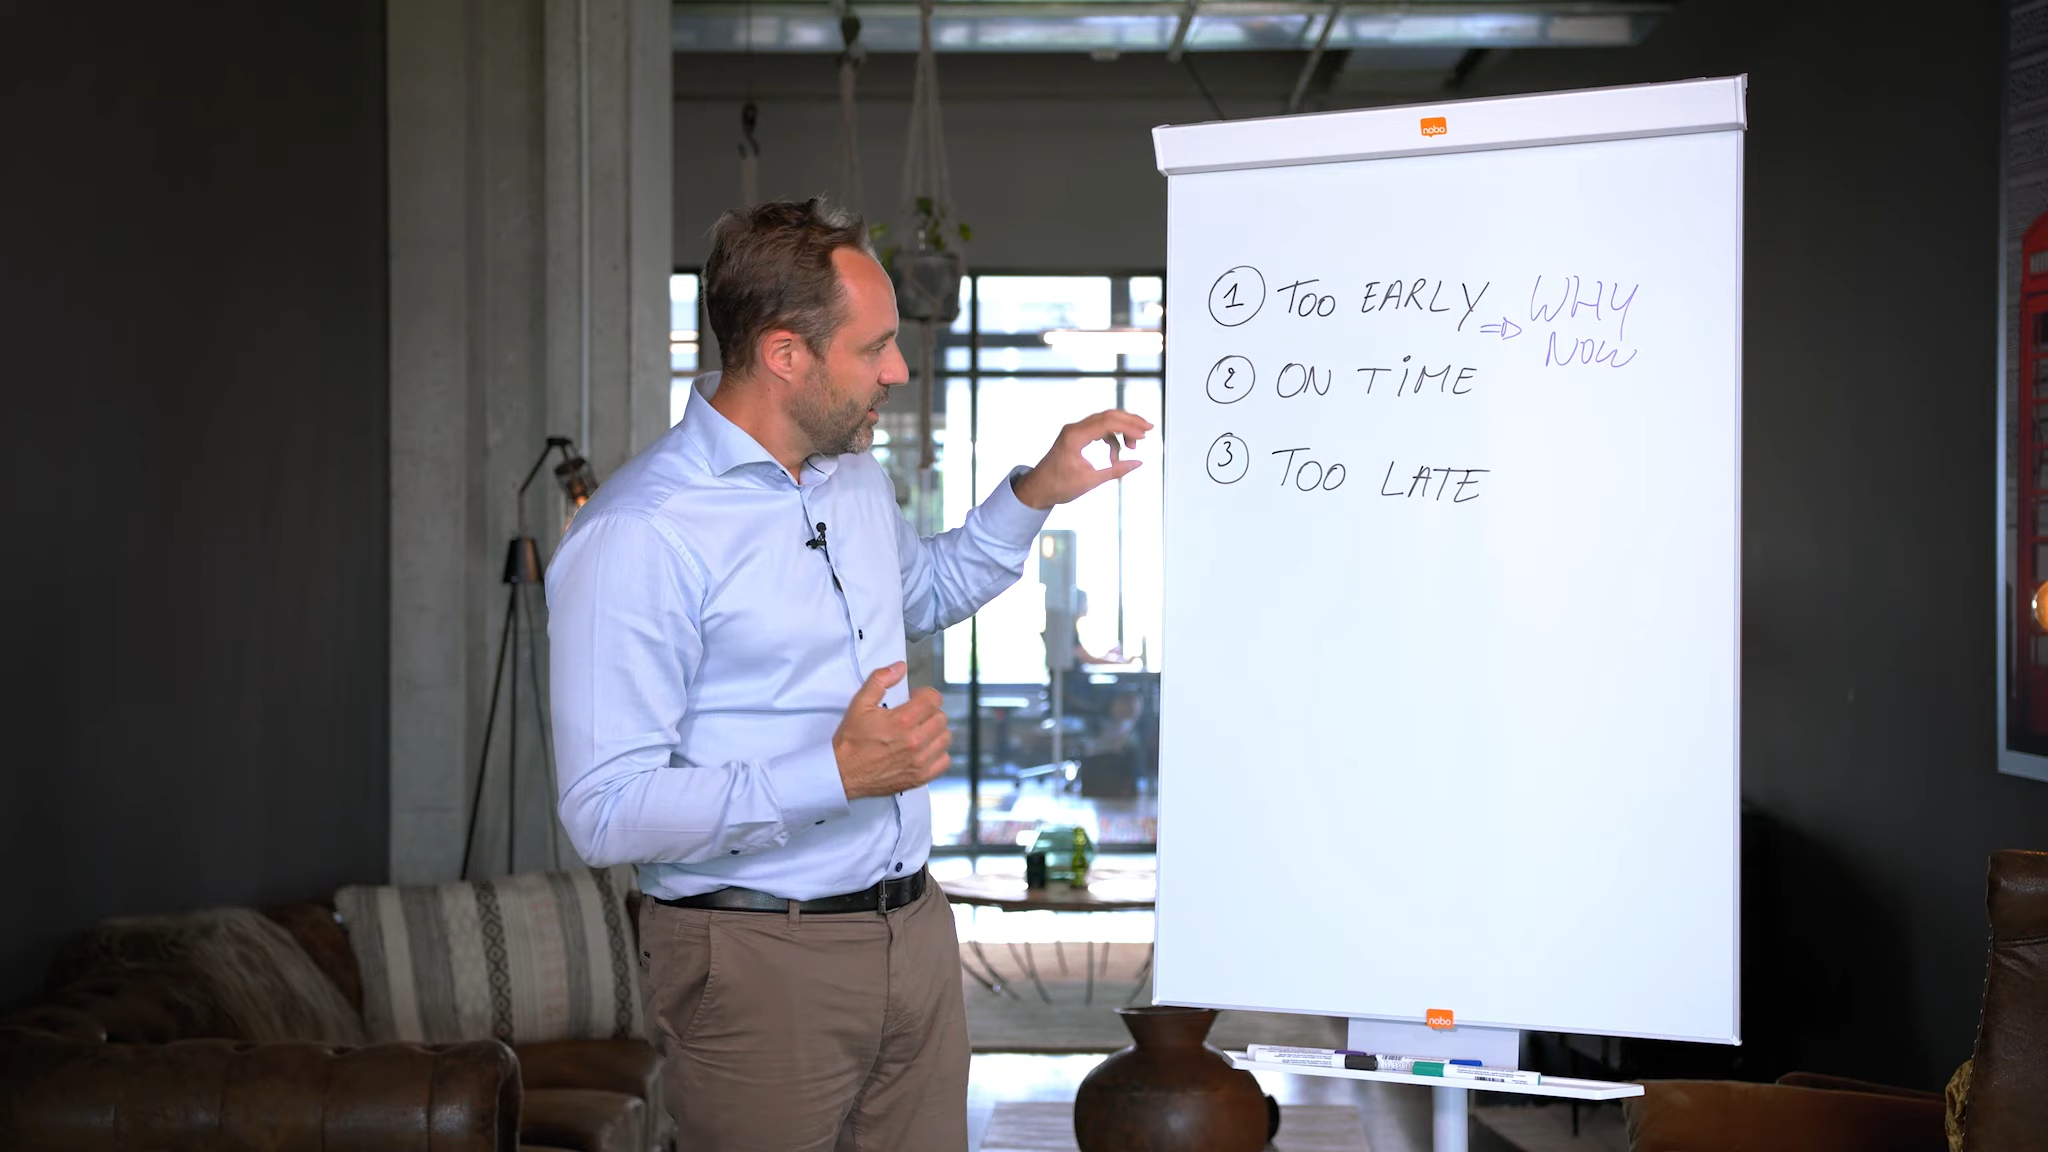 nobo
① TOO EARLY ⇒ WHY
NOW
② ON TIME
③ TOO LATE
nobo